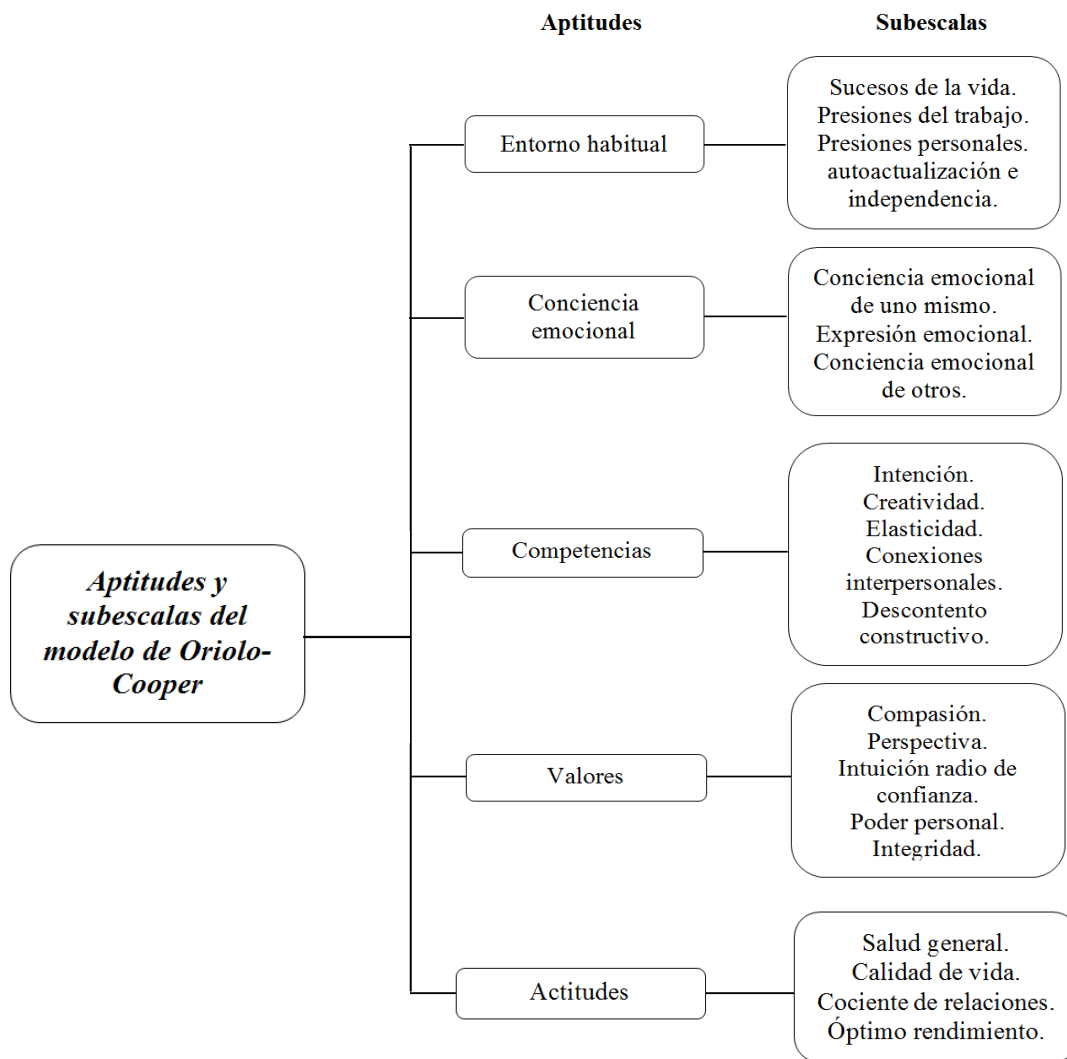 Aptitudes
Subescalas
Aptitudes y
subescalas del
modelo de Oriolo-
Cooper
Entorno habitual
Sucesos de la vida.
Presiones del trabajo.
Presiones personales.
autoactualización e
independencia.
Conciencia
emocional
Conciencia emocional
de uno mismo.
Expresión emocional.
Conciencia emocional
de otros.
Competencias
Intención.
Creatividad.
Elasticidad.
Conexiones
interpersonales.
Descontento
constructivo.
Valores
Compasión.
Perspectiva.
Intuición radio de
confianza.
Poder personal.
Integridad.
Actitudes
Salud general.
Calidad de vida.
Cociente de relaciones.
Óptimo rendimiento.